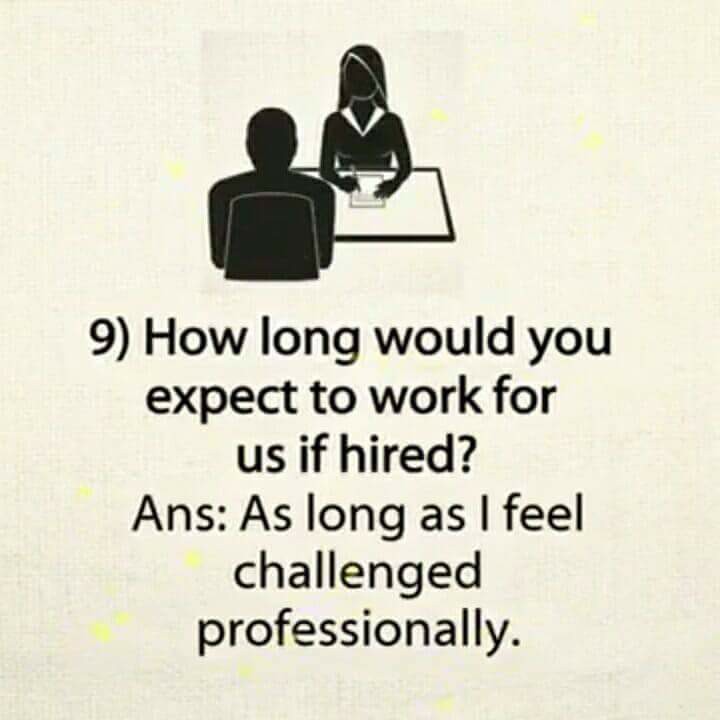 9) How long would you
expect to work for
us if hired?
Ans: As long as I feel
challenged
professionally.